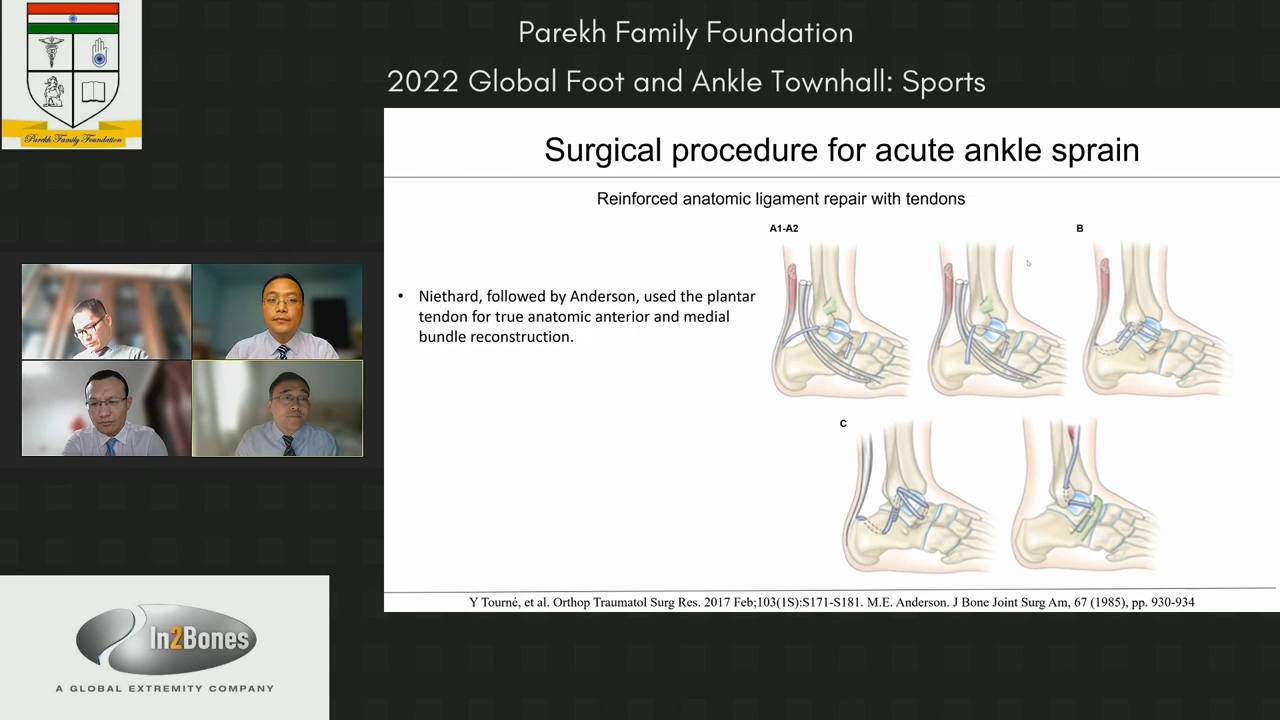 Parekh Family Foundation
2022 Global Foot and Ankle Townhall: Sports
Parekh Family Foundation
Surgical procedure for acute ankle sprain
Reinforced anatomic ligament repair with tendons
A1-A2
B
• Niethard, followed by Anderson, used the plantar
tendon for true anatomic anterior and medial
bundle reconstruction.
C
Y Tourné, et al. Orthop Traumatol Surg Res. 2017 Feb;103(1S):S171-S181. M.E. Anderson. J Bone Joint Surg Am, 67 (1985), pp. 930-934
In2Bones
A GLOBAL EXTREMITY COMPANY